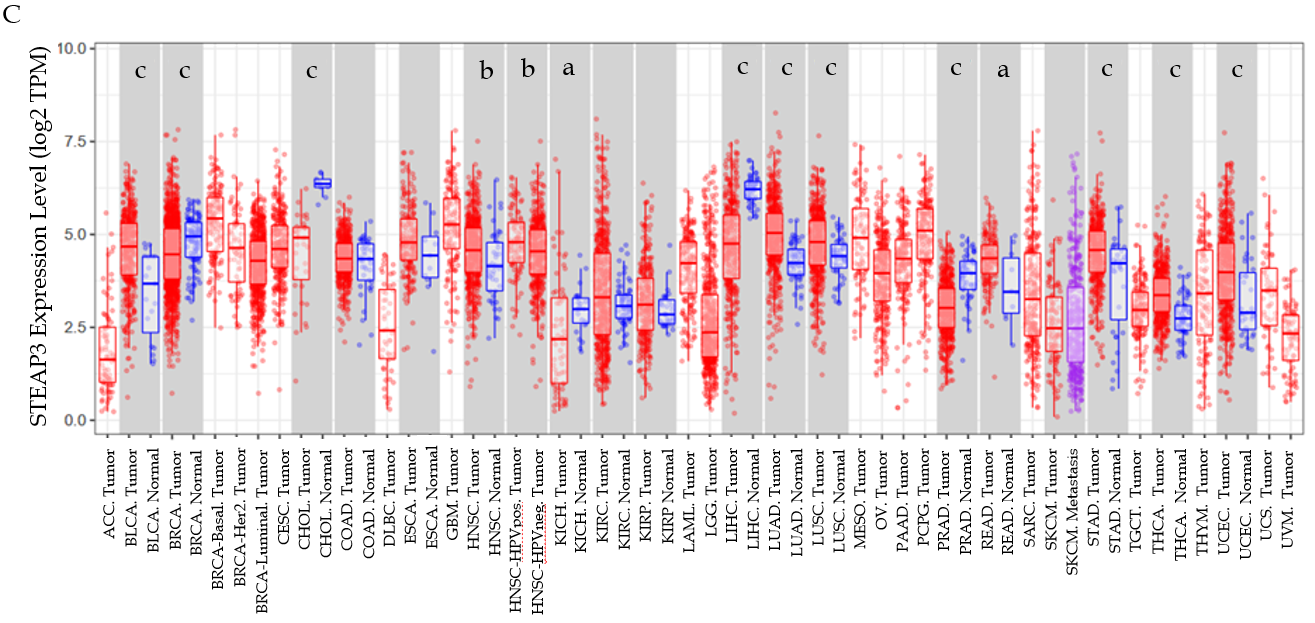 C
STEAP3 Expression Level (log2 TPM)
10.0
7.5
5.0
2.5
0.0
c c c b b a c c c c a c c c
ACC. Tumor
BLCA. Tumor
BLCA. Normal
BRCA. Tumor
BRCA. Normal
BRCA-Basal. Tumor
BRCA-Her2. Tumor
BRCA-Lumunal. Tumor
CESC. Tumor
CHOL. Tumor
CHOL. Normal
COAD. Tumor
COAD. Normal
DLBC. Tumor
ESCA. Tumor
ESCA. Normal
GBM. Tumor
HNSC. Tumor
HNSC. Normal
HNSC-HPVpos. Tumor
HNSC-HPVneg. Tumor
KICH. Tumor
KICH. Normal
KIRC. Tumor
KIRC. Normal
KIRP. Tumor
KIRP Normal
LAML. Tumor
LGG. Tumor
LIHC. Tumor
LIHC. Normal
LUAD. Tumor
LUAD. Normal
LUSC. Tumor
LUSC. Normal
MESO. Tumor
OV. Tumor
PAAD. Tumor
PCPG. Tumor
PRAD. Tumor
PRAD. Normal
READ. Tumor
READ. Normal
SARC. Tumor
SKCM. Tumor
SKCM. Metastasis
STAD. Tumor
STAD. Normal
TGCT. Tumor
THCA. Tumor
THCA. Normal
THYM. Tumor
UCEC. Tumor
UCEC. Normal
UCS. Tumor
UVM. Tumor